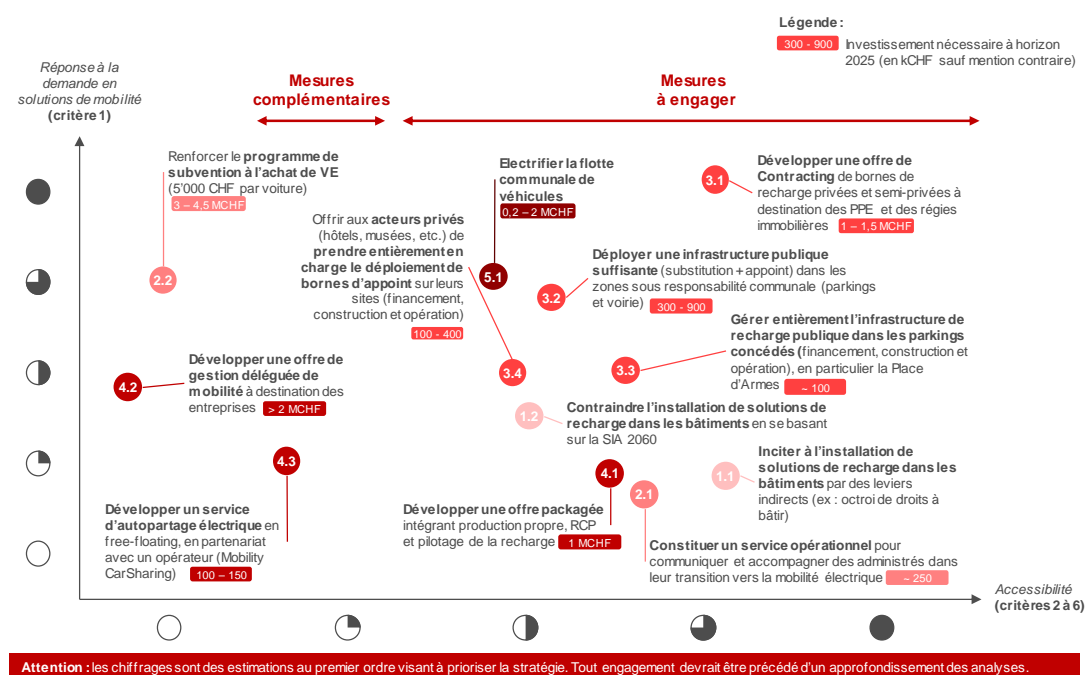 Légende :
300 - 900
Investissement nécessaire à horizon
2025 (en kCHF sauf mention contraire)
Réponse à la
demande en
solutions de mobilité
(critère 1)
Mesures
complémentaires
Mesures
à engager
Renforcer le programme de
subvention à l'achat de VE
(5'000 CHF par voiture)
3 – 4,5 MCHF
2.2
Offrir aux acteurs privés
(hôtels, musées, etc.) de
prendre entièrement en
charge le déploiement de
bornes d'appoint sur leurs
sites (financement,
construction et opération)
100 - 400
3.4
Electrifier la flotte
communale de
véhicules
0,2 – 2 MCHF
5.1
3.1
Développer une offre de
Contracting de bornes de
recharge privées et semi-privées à
destination des PPE et des régies
immobilières 1 – 1,5 MCHF
3.2
Déployer une infrastructure publique
suffisante (substitution + appoint) dans les
zones sous responsabilité communale (parkings
et voirie) 300 - 900
3.3
Gérer entièrement l'infrastructure de
recharge publique dans les parkings
concédés (financement, construction et
opération), en particulier la Place
d'Armes ~ 100
4.2
Développer une offre de
gestion déléguée de
mobilité à destination des
entreprises > 2 MCHF
1.2
Contraindre l'installation de solutions de
recharge dans les bâtiments en se basant
sur la SIA 2060
4.3
Développer un service
d'autopartage électrique en
free-floating, en partenariat
avec un opérateur (Mobility
CarSharing) 100 – 150
4.1
Développer une offre packagée
intégrant production propre, RCP
et pilotage de la recharge 1 MCHF
2.1
Constituer un service opérationnel pour
communiquer et accompagner des administrés dans
leur transition vers la mobilité électrique ~ 250
1.1
Inciter à l'installation de
solutions de recharge dans les
bâtiments par des leviers
indirects (ex : octroi de droits à
bâtir)
Accessibilité
(critères 2 à 6)
Attention : les chiffrages sont des estimations au premier ordre visant à prioriser la stratégie. Tout engagement devrait être précédé d'un approfondissement des analyses.